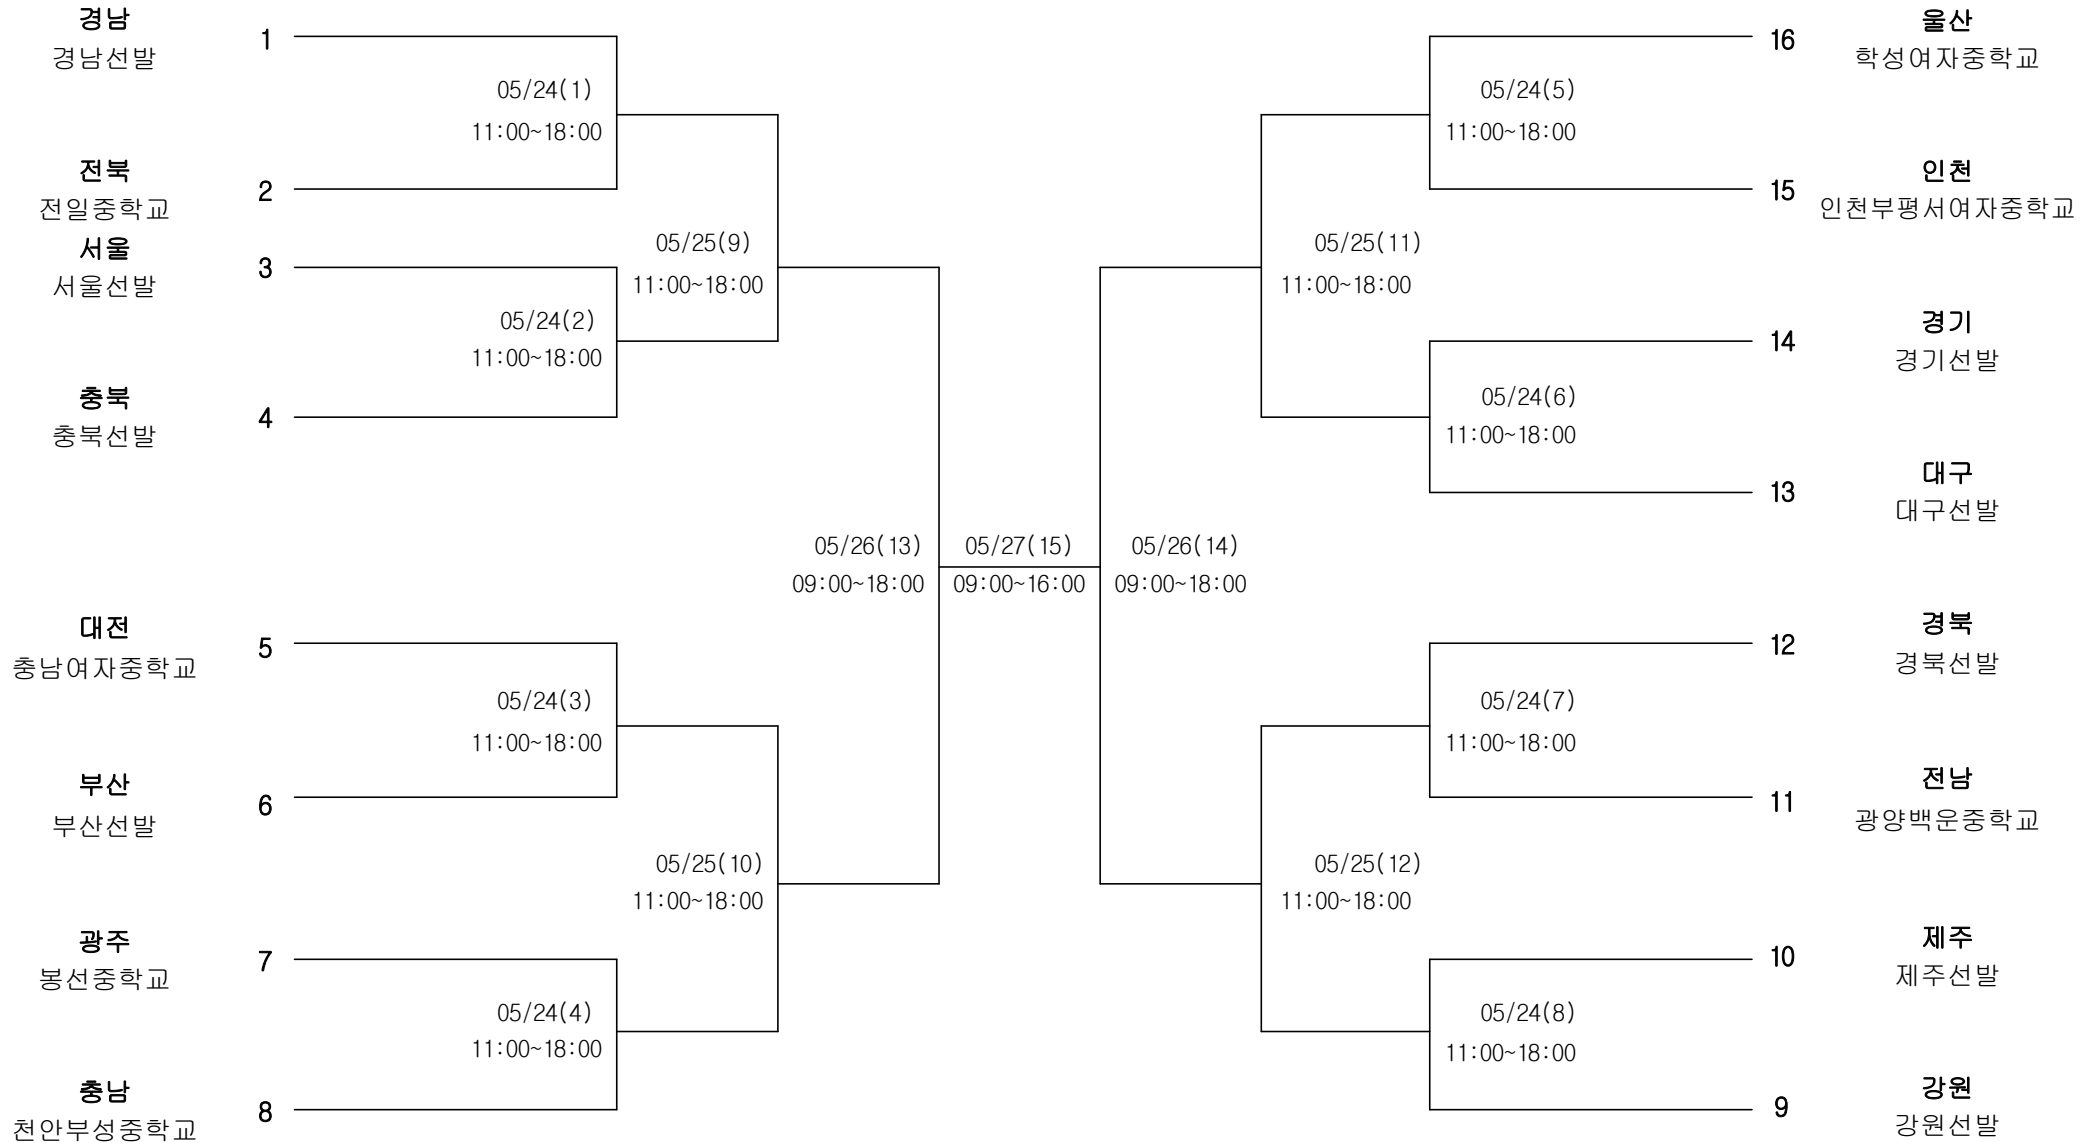 경남
경남선발
1
05/24(1)
11:00~18:00
전북
전일중학교
2
서울
서울선발
3
05/25(9)
11:00~18:00
05/24(2)
11:00~18:00
충북
충북선발
4
05/26(13)
09:00~18:00
대전
충남여자중학교
5
05/24(3)
11:00~18:00
부산
부산선발
6
05/25(10)
11:00~18:00
광주
봉선중학교
7
05/24(4)
11:00~18:00
충남
천안부성중학교
8
05/27(15)
09:00~16:00
16
울산
학성여자중학교
05/24(5)
11:00~18:00
15
인천
인천부평서여자중학교
05/25(11)
11:00~18:00
14
경기
경기선발
05/24(6)
11:00~18:00
13
대구
대구선발
05/26(14)
09:00~18:00
12
경북
경북선발
05/24(7)
11:00~18:00
11
전남
광양백운중학교
05/25(12)
11:00~18:00
10
제주
제주선발
05/24(8)
11:00~18:00
9
강원
강원선발